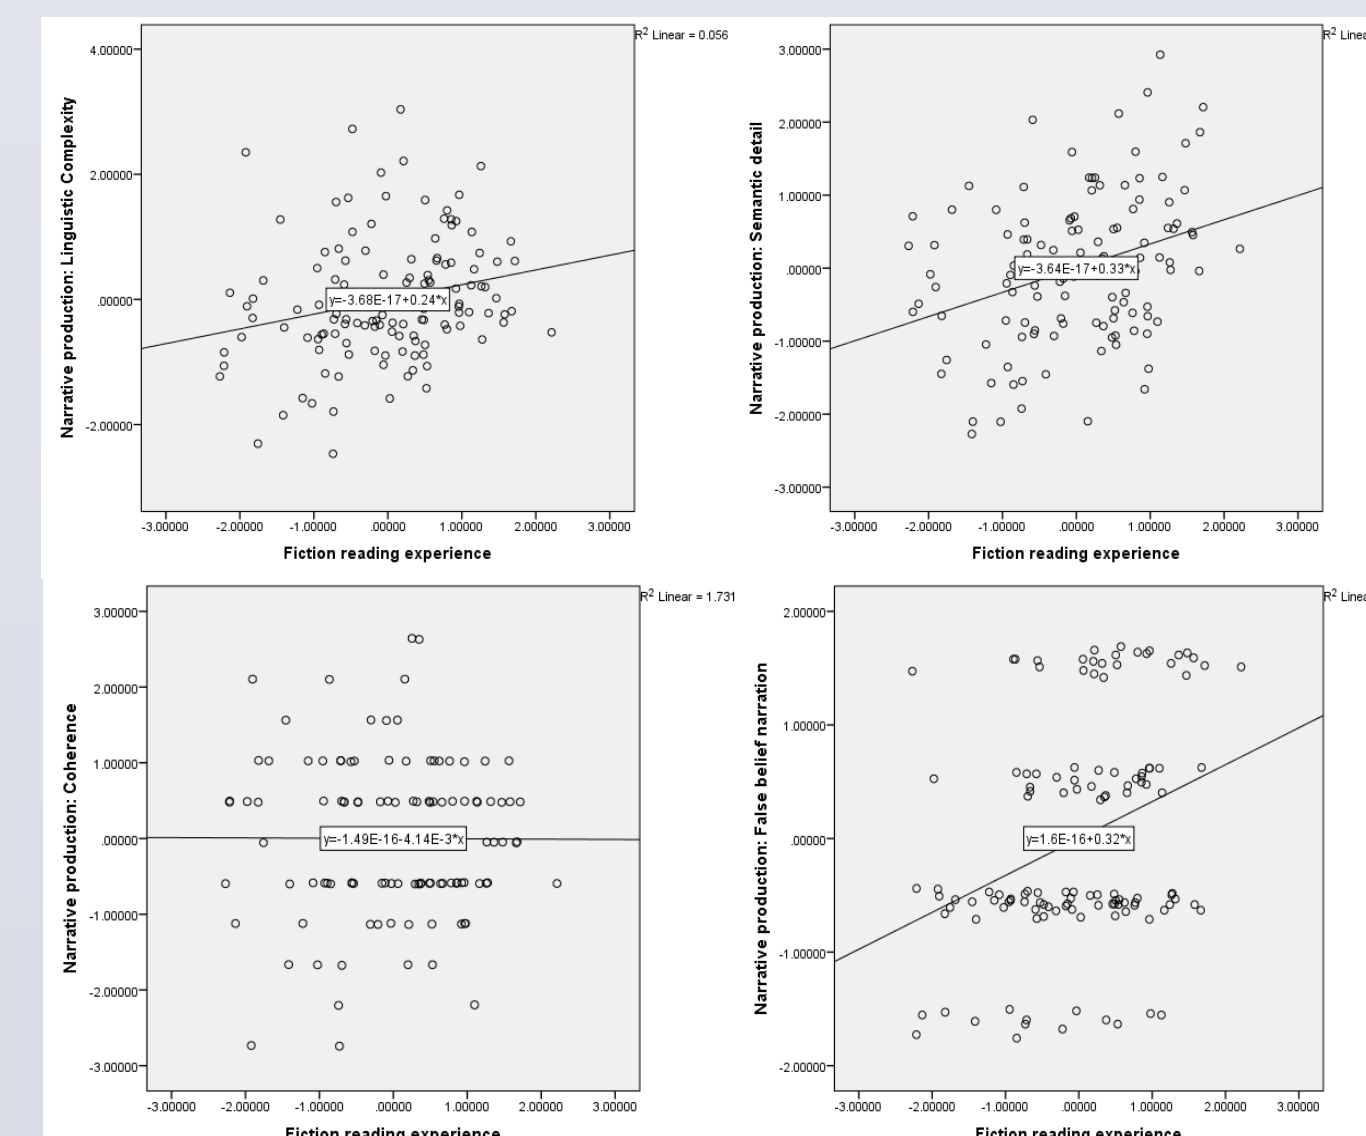 R² Linear = 0.056
4.00000
2.00000
.00000
-2.00000
Narrative production: Linguistic Complexity
y=-3.68E-17+0.24*x
-3.00000 -2.00000 -1.00000 .00000 1.00000 2.00000 3.00000
Fiction reading experience
R² Linea
3.00000
2.00000
1.00000
.00000
-1.00000
-2.00000
-3.00000
Narrative production: Semantic detail
y=-3.64E-17+0.33*x
-3.00000 -2.00000 -1.00000 .00000 1.00000 2.00000 3.00000
Fiction reading experience
R² Linear = 1.731
3.00000
2.00000
1.00000
.00000
-1.00000
-2.00000
-3.00000
Narrative production: Coherence
y=-1.49E-16-4.14E-3*x
-3.00000 -2.00000 -1.00000 .00000 1.00000 2.00000 3.00000
Fiction reading experience
R² Linea
2.00000
1.00000
.00000
-1.00000
-2.00000
Narrative production: False belief narration
y=1.6E-16+0.32*x
-3.00000 -2.00000 -1.00000 .00000 1.00000 2.00000 3.00000
Fiction reading experience